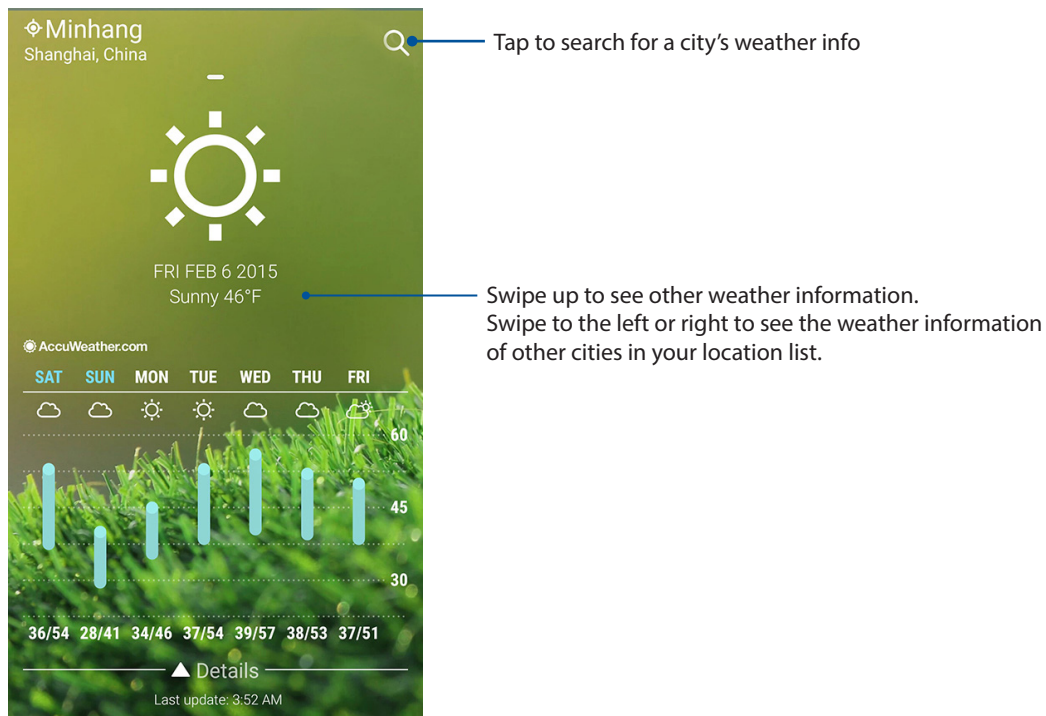 Minhang
Shanghai, China
Tap to search for a city's weather info
FRI FEB 6 2015
Sunny 46°F
Swipe up to see other weather information.
Swipe to the left or right to see the weather information
of other cities in your location list.
AccuWeather.com
SAT SUN MON TUE WED THU FRI
60
45
30
36/54 28/41 34/46 37/54 39/57 38/53 37/51
Details
Last update: 3:52 AM